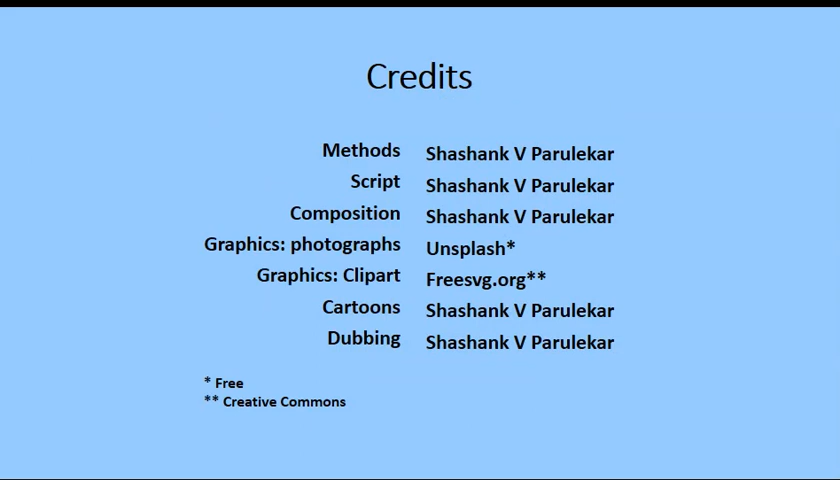 Credits
Methods Shashank V Parulekar
Script Shashank V Parulekar
Composition Shashank V Parulekar
Graphics: photographs Unsplash*
Graphics: Clipart Freesvg.org**
Cartoons Shashank V Parulekar
Dubbing Shashank V Parulekar
* Free
** Creative Commons